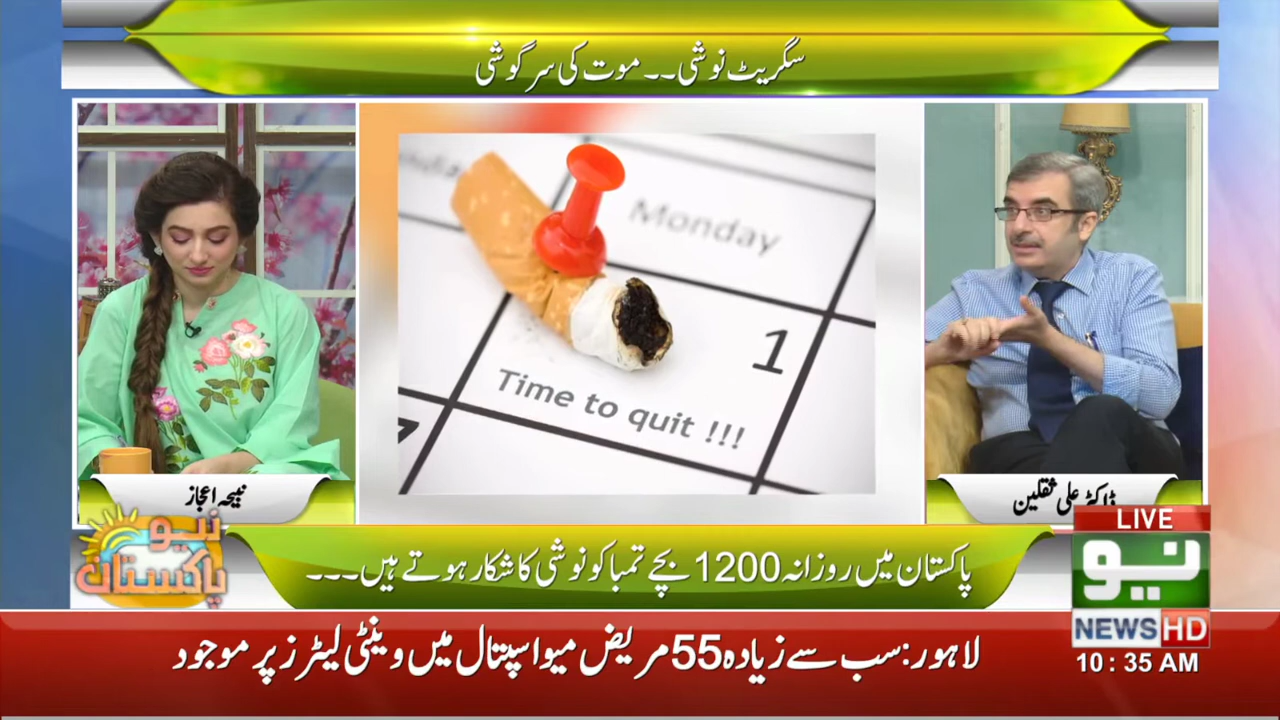 سگریٹ نوشی۔۔ موت کی سرگوشی
Monday
1
Time to quit !!!
7
نبیحہ اعجاز
ڈاکٹر علی ثقلین
نیو
پاکستان
پاکستان میں روزانہ 1200 بچے تمباکو نوشی کا شکار ہوتے ہیں۔۔۔
LIVE
نیو
NEWS HD
10 : 35 AM
لاہور: سب سے زیادہ 55 مریض میو اسپتال میں وینٹی لیٹرز پر موجود